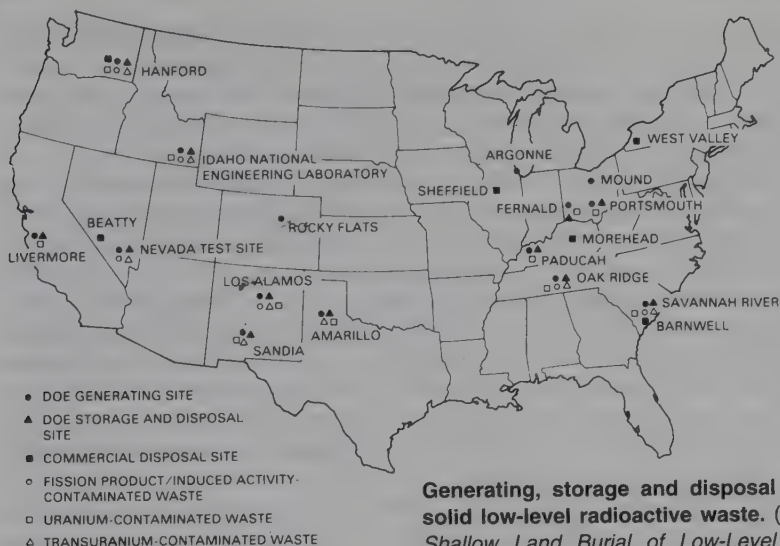 HANFORD
IDAHO NATIONAL
ENGINEERING LABORATORY
ARGONNE
WEST VALLEY
SHEFFIELD
MOUND
FERNALD
PORTSMOUTH
BEATTY
ROCKY FLATS
MOREHEAD
LIVERMORE
NEVADA TEST SITE
PADUCAH
LOS ALAMOS
OAK RIDGE
SAVANNAH RIVER
AMARILLO
BARNWELL
SANDIA
DOE GENERATING SITE
DOE STORAGE AND DISPOSAL
SITE
COMMERCIAL DISPOSAL SITE
FISSION PRODUCT/INDUCED ACTIVITY-
CONTAMINATED WASTE
URANIUM-CONTAMINATED WASTE
TRANSURANIUM-CONTAMINATED WASTE
Generating, storage and disposal
solid low-level radioactive waste. (
Shallow Land Burial of Low-Level